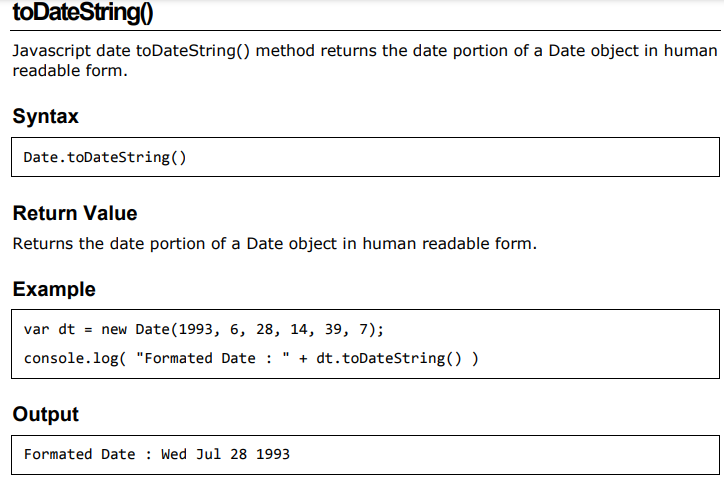 toDateString()
Javascript date toDateString() method returns the date portion of a Date object in human
readable form.
Syntax
Date.toDateString()
Return Value
Returns the date portion of a Date object in human readable form.
Example
var dt = new Date(1993, 6, 28, 14, 39, 7);
console.log( "Formated Date : " + dt.toDateString() )
Output
Formated Date : Wed Jul 28 1993